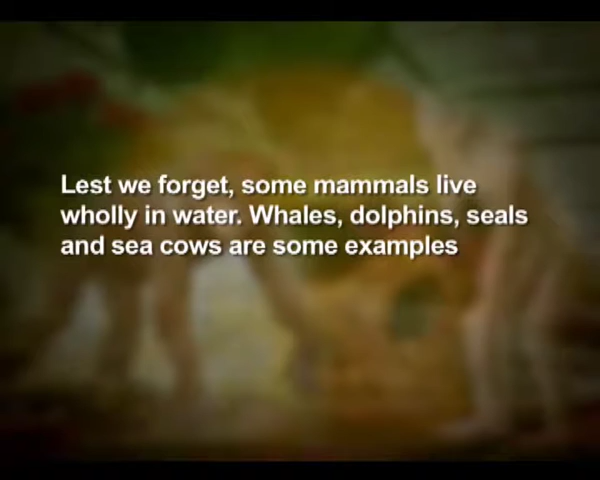 Lest we forget, some mammals live
wholly in water. Whales, dolphins, seals
and sea cows are some examples